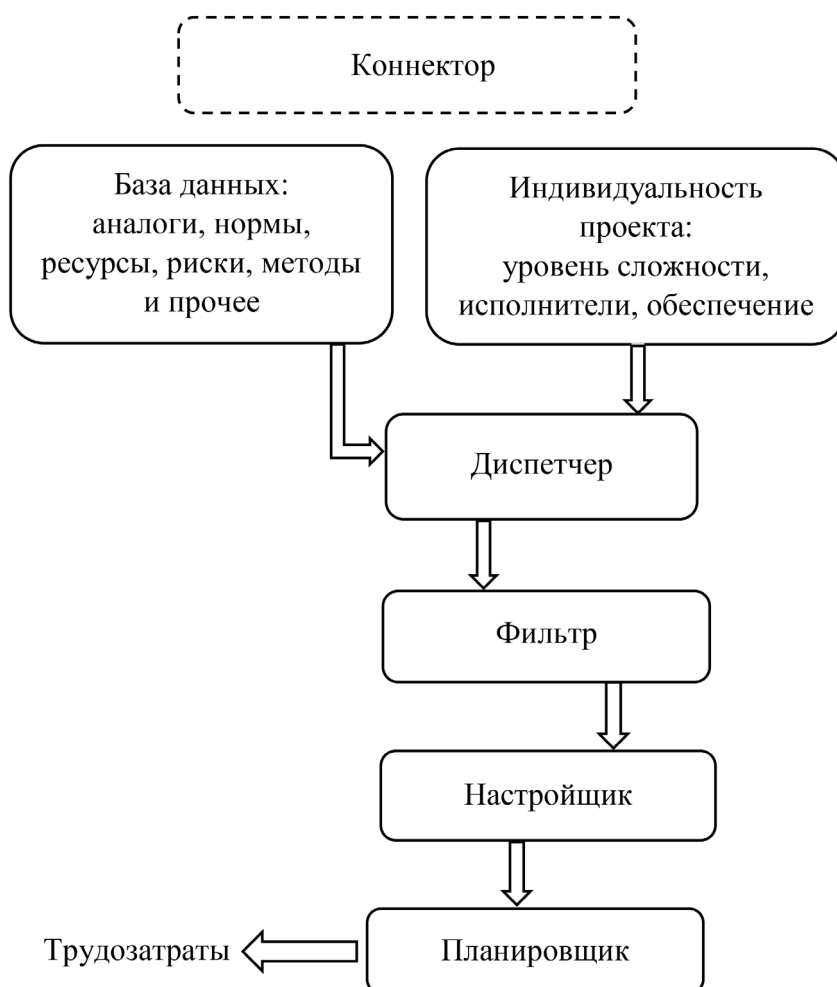 Коннектор
База данных:
аналоги, нормы,
ресурсы, риски, методы
и прочее
Индивидуальность
проекта:
уровень сложности,
исполнители, обеспечение
Диспетчер
Фильтр
Настройщик
Трудозатраты
Планировщик